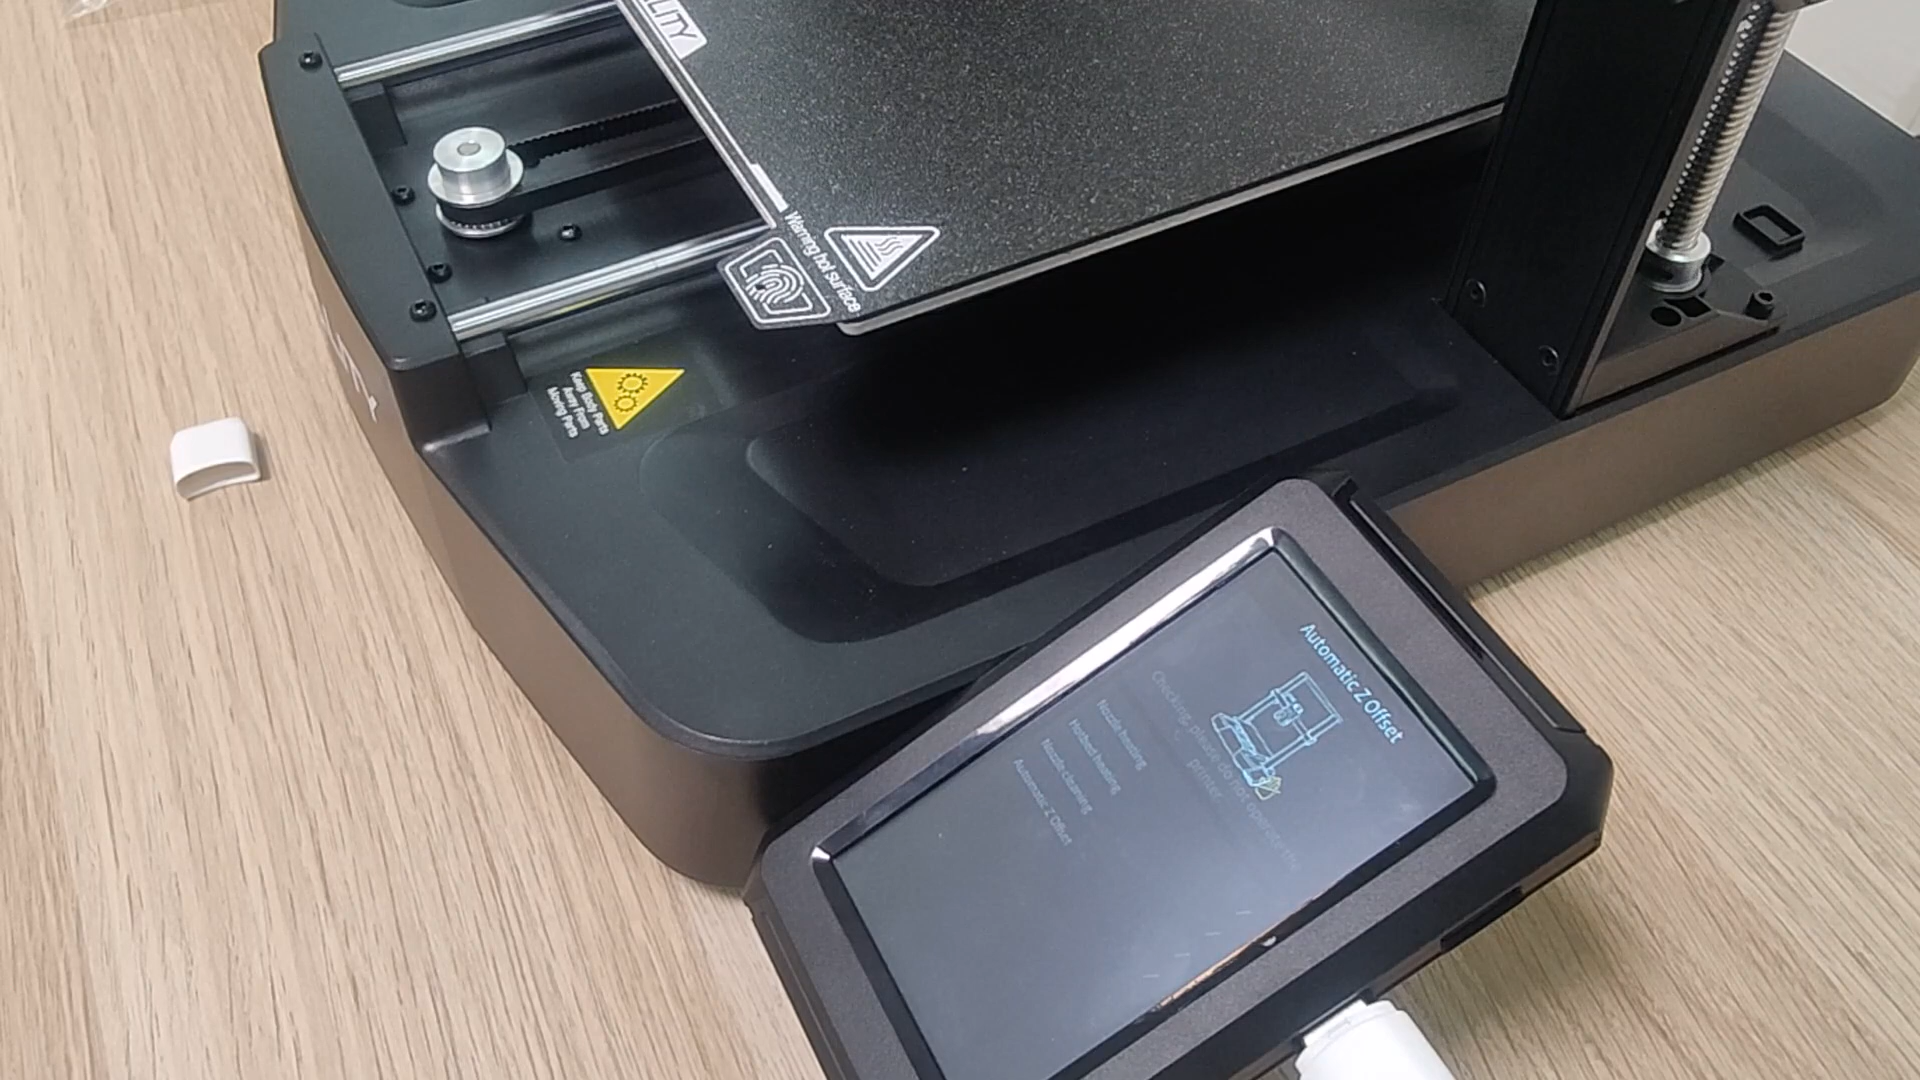 LITY
Warning hot surface
Keep Body Parts
Away From
Moving Parts
Automatic Z Offset
Checking, please do not operate the
printer.
Nozzle heating
Hotbed heating
Nozzle cleaning
Automatic Z Offset